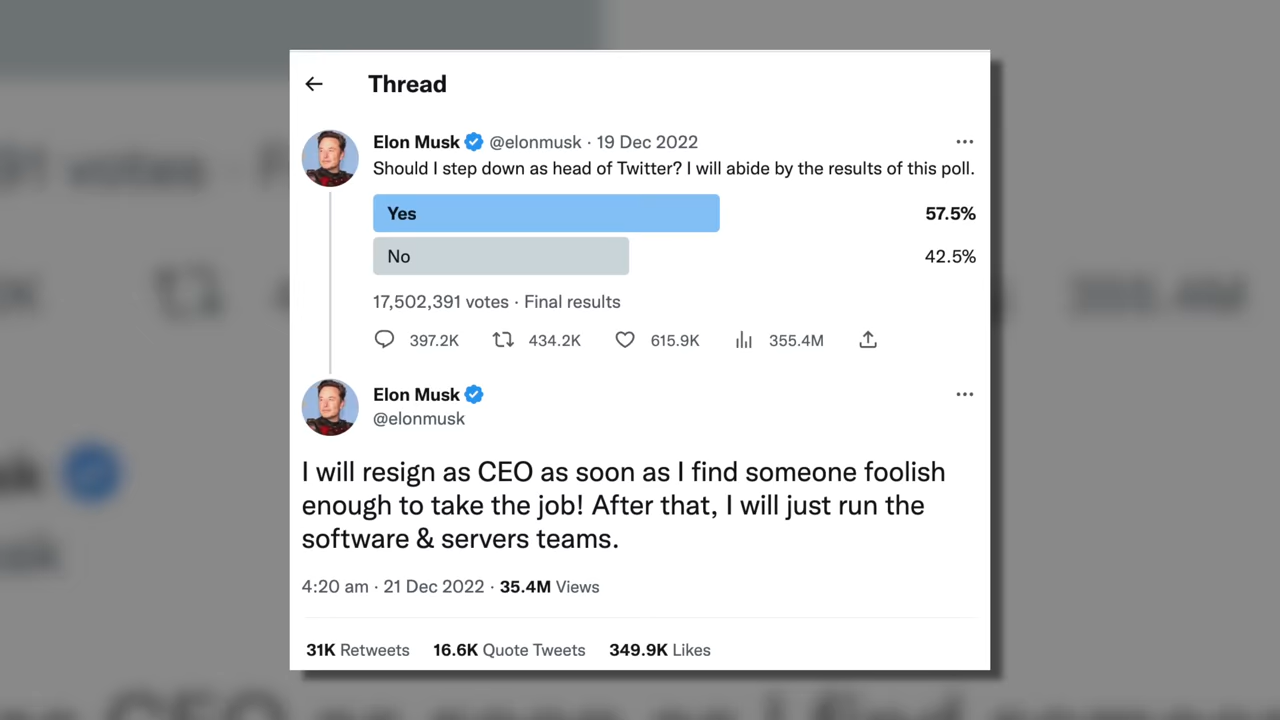 Thread
Elon Musk @elonmusk · 19 Dec 2022
Should I step down as head of Twitter? I will abide by the results of this poll.
Yes 57.5%
No 42.5%
17,502,391 votes · Final results
397.2K 434.2K 615.9K 355.4M
Elon Musk
@elonmusk
I will resign as CEO as soon as I find someone foolish
enough to take the job! After that, I will just run the
software & servers teams.
4:20 am · 21 Dec 2022 · 35.4M Views
31K Retweets 16.6K Quote Tweets 349.9K Likes